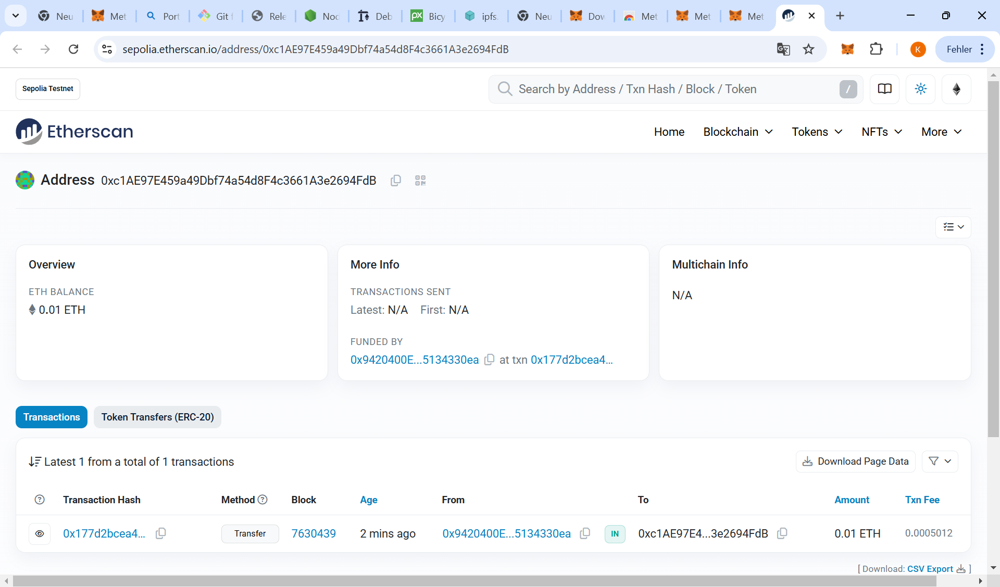 Neu
Met
Port
Git f
Rele
Nod
Deb
px
Bicy
ipfs.
Neu
Dow
Met
Met
Met
sepolia.etherscan.io/address/0xc1AE97E459a49Dbf74a54d8F4c3661A3e2694FdB
K
Fehler
Sepolia Testnet
Search by Address / Txn Hash / Block / Token
/
Etherscan
Home
Blockchain
Tokens
NFTs
More
Address 0xc1AE97E459a49Dbf74a54d8F4c3661A3e2694FdB
Overview
ETH BALANCE
0.01 ETH
More Info
TRANSACTIONS SENT
Latest: N/A First: N/A
FUNDED BY
0x9420400E...5134330ea at txn 0x177d2bcea4...
Multichain Info
N/A
Transactions
Token Transfers (ERC-20)
Latest 1 from a total of 1 transactions
Download Page Data
Transaction Hash Method Block Age From To Amount Txn Fee
0x177d2bcea4... Transfer 7630439 2 mins ago 0x9420400E...5134330ea IN 0xc1AE97E4...3e2694FdB 0.01 ETH 0.0005012
[ Download: CSV Export ]